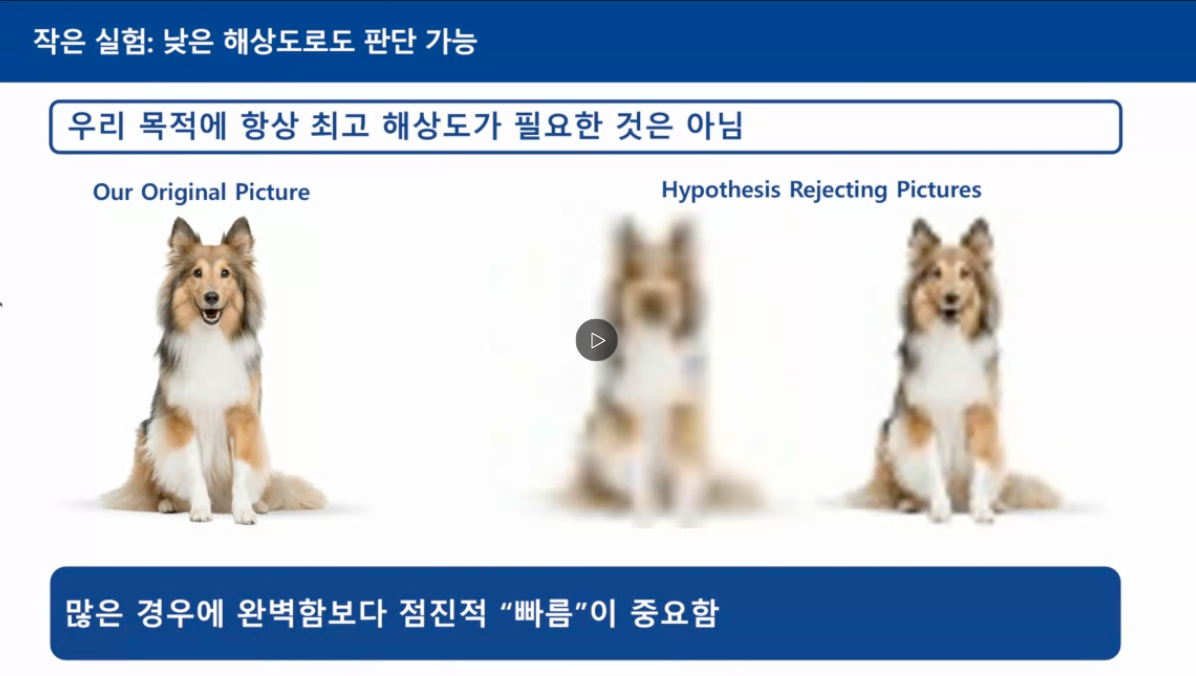 작은 실험: 낮은 해상도로도 판단 가능
우리 목적에 항상 최고 해상도가 필요한 것은 아님
Our Original Picture
Hypothesis Rejecting Pictures
많은 경우에 완벽함보다 점진적 “빠름”이 중요함